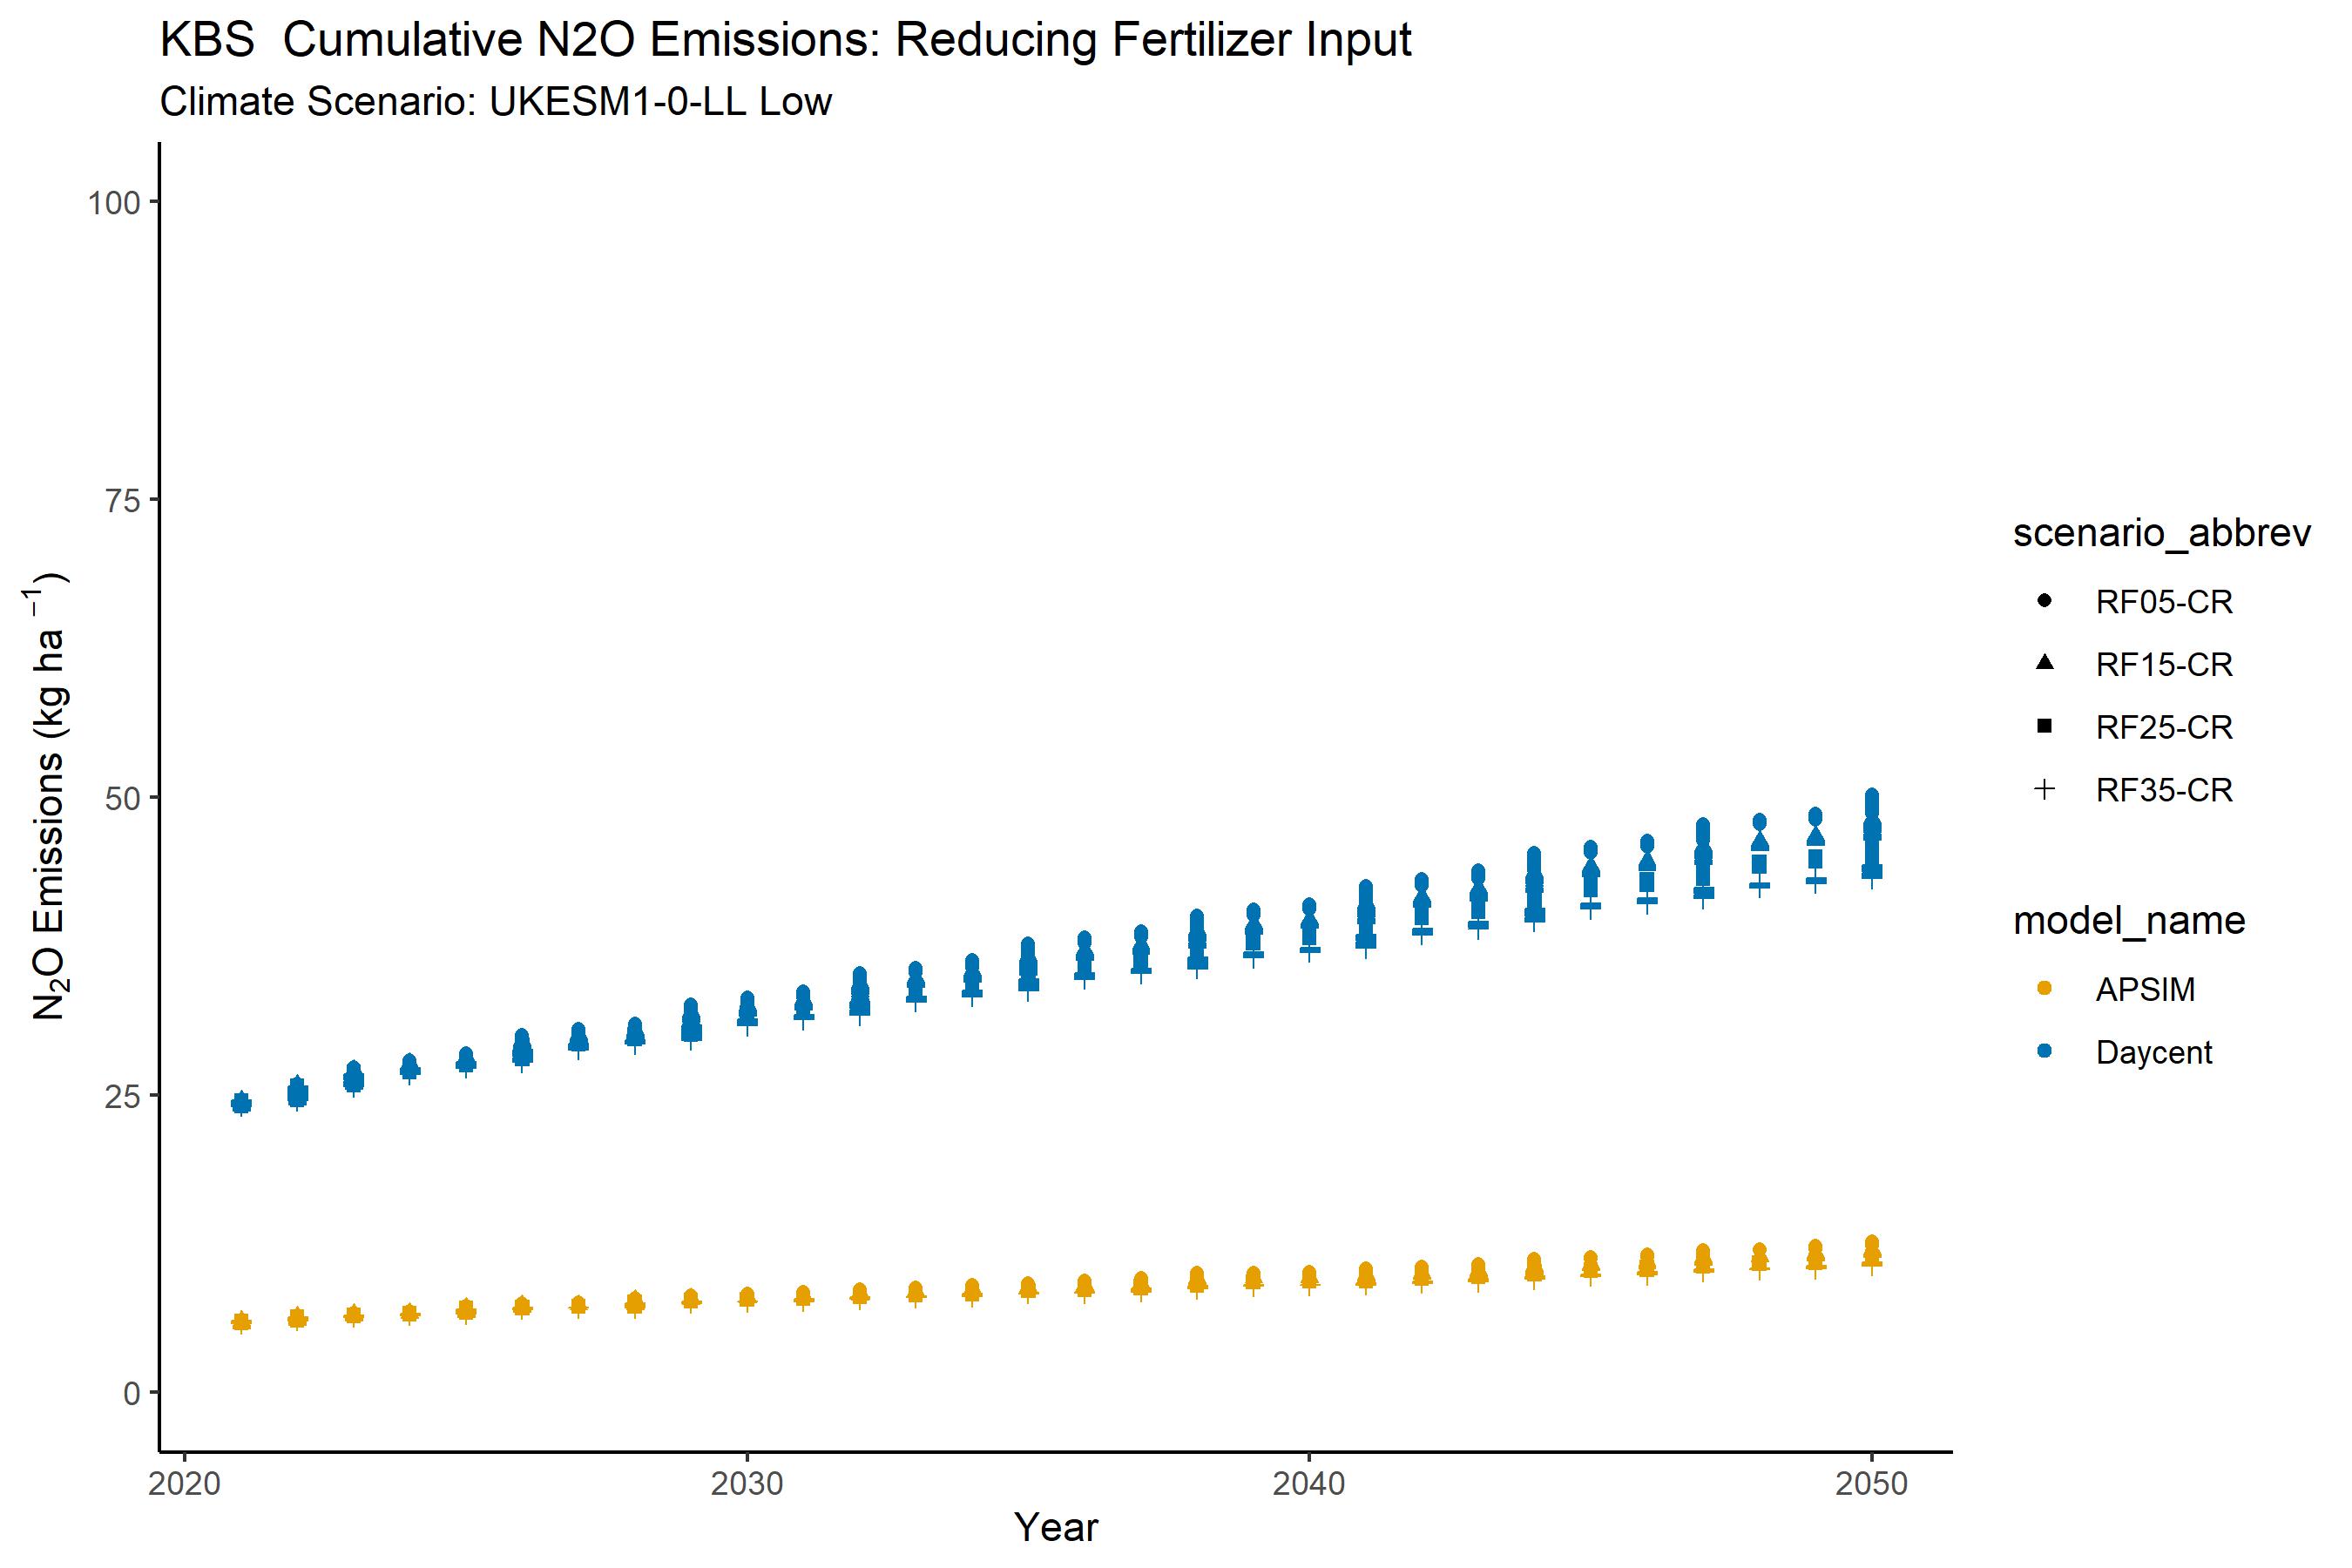 KBS  Cumulative N2O Emissions: Reducing Fertilizer Input
Climate Scenario: UKESM1-0-LL Low
N₂O Emissions (kg ha ⁻¹)
100
75
50
25
0
2020 2030 2040 2050
Year
scenario_abbrev
RF05-CR
RF15-CR
RF25-CR
RF35-CR
model_name
APSIM
Daycent